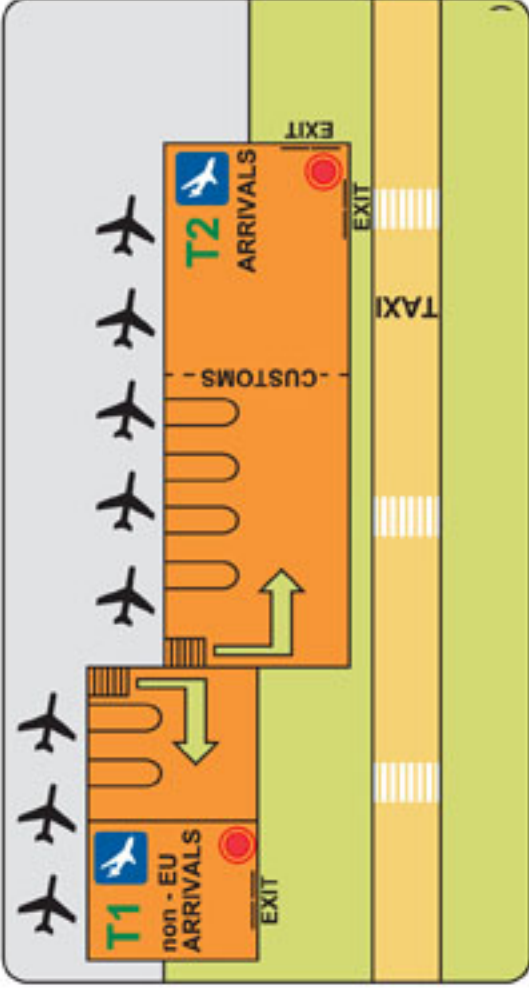 T1
non - EU
ARRIVALS
EXIT
T2
ARRIVALS
EXIT
EXIT
CUSTOMS
TAXI